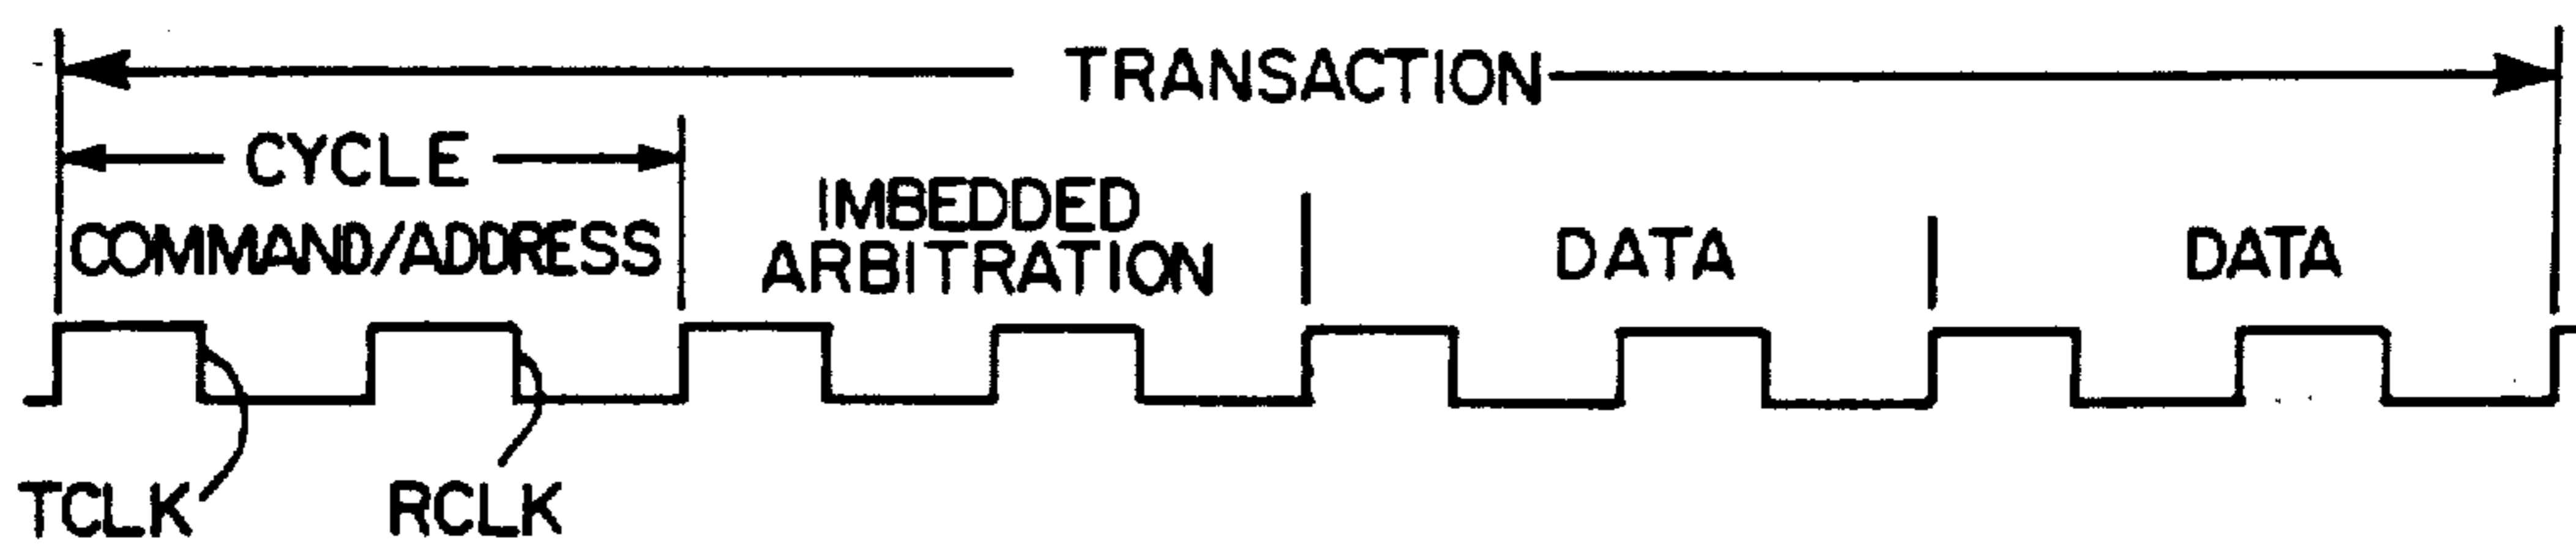 TRANSACTION
CYCLE
COMMAND/ADDRESS
IMBEDDED
ARBITRATION
DATA
DATA
TCLK
RCLK